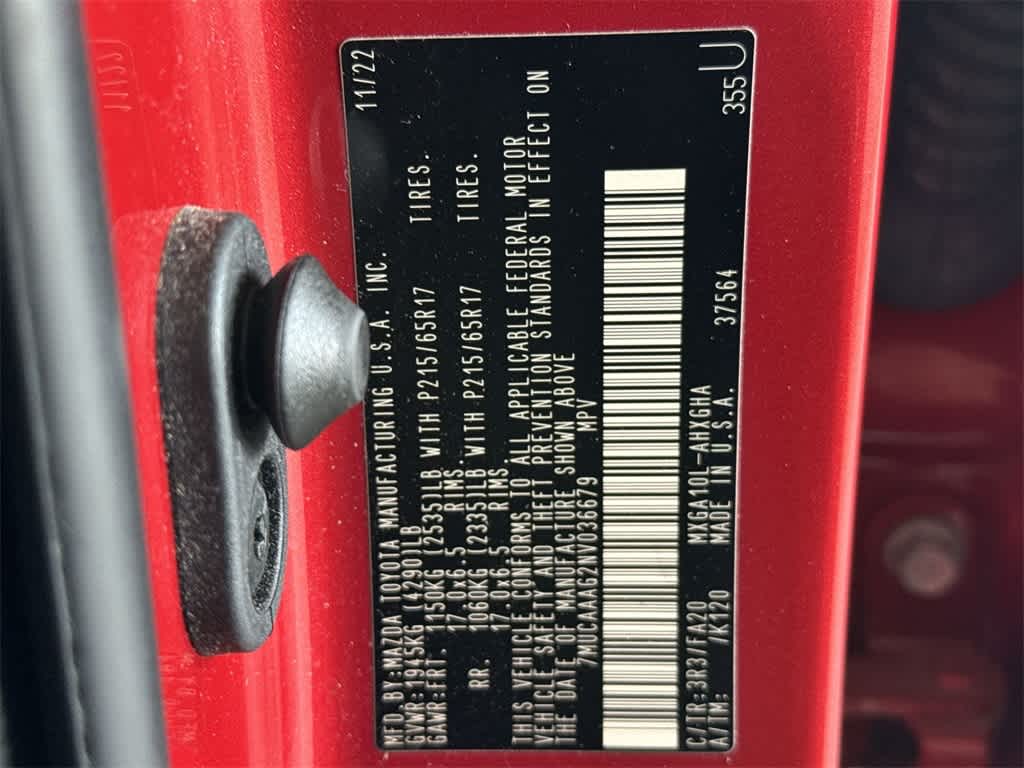 MFD.BY:MAZDA TOYOTA MANUFACTURING U.S.A. INC. 11/22
GVWR:1945KG (4290)LB
GAWR:FRT. 1150KG (2535)LB WITH P215/65R17 TIRES.
17.0x6.5 RIMS
RR. 1060KG (2335)LB WITH P215/65R17 TIRES.
17.0x6.5 RIMS
THIS VEHICLE CONFORMS TO ALL APPLICABLE FEDERAL MOTOR
VEHICLE SAFETY AND THEFT PREVENTION STANDARDS IN EFFECT ON
THE DATE OF MANUFACTURE SHOWN ABOVE
7MUCAAAG2NV036679 MPV
C/TR:3R3/FA20 MXGA10L-AHXGHA 37564
A/TM: /K120 MADE IN U.S.A. 355 U